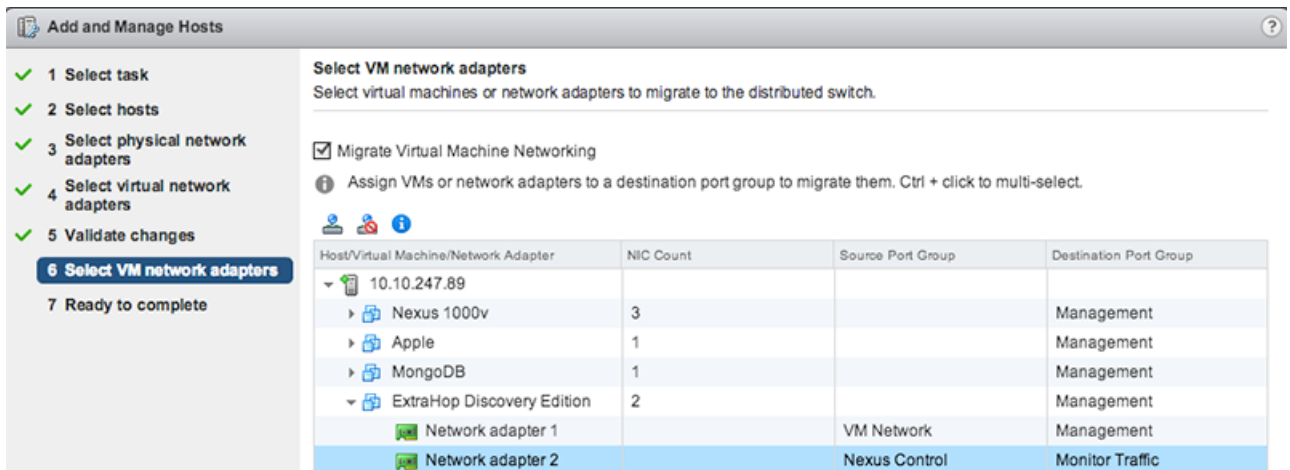 Add and Manage Hosts
?
1 Select task
2 Select hosts
3 Select physical network
adapters
4 Select virtual network
adapters
5 Validate changes
6 Select VM network adapters
7 Ready to complete
Select VM network adapters
Select virtual machines or network adapters to migrate to the distributed switch.
Migrate Virtual Machine Networking
Assign VMs or network adapters to a destination port group to migrate them. Ctrl + click to multi-select.
Host/Virtual Machine/Network Adapter NIC Count Source Port Group Destination Port Group
10.10.247.89
Nexus 1000v 3 Management
Apple 1 Management
MongoDB 1 Management
ExtraHop Discovery Edition 2 Management
Network adapter 1 VM Network Management
Network adapter 2 Nexus Control Monitor Traffic